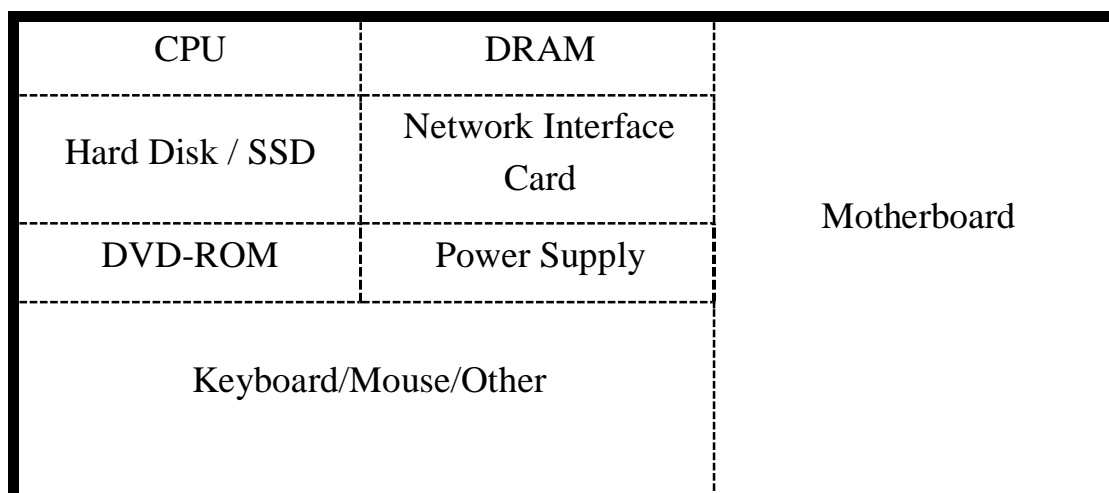 CPU
DRAM
Hard Disk / SSD
Network Interface
Card
Motherboard
DVD-ROM
Power Supply
Keyboard/Mouse/Other